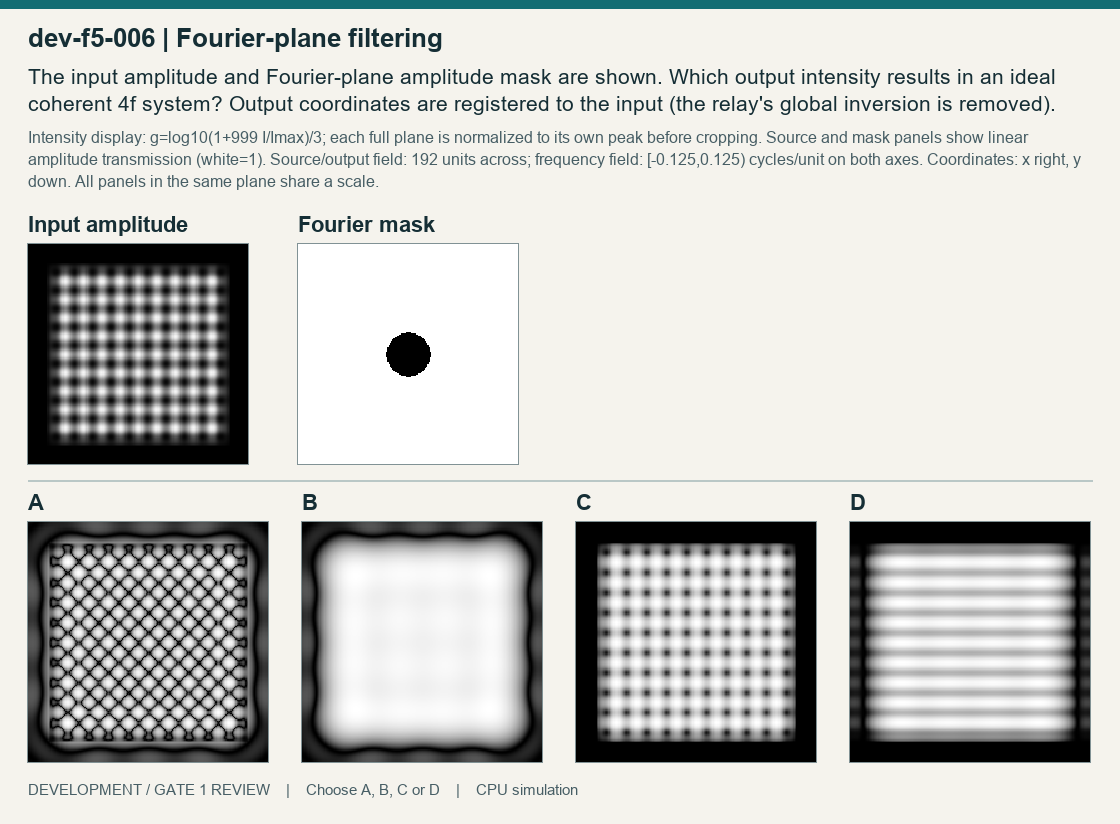 dev-f5-006 | Fourier-plane filtering
The input amplitude and Fourier-plane amplitude mask are shown. Which output intensity results in an ideal
coherent 4f system? Output coordinates are registered to the input (the relay's global inversion is removed).
Intensity display: g=log10(1+999 I/Imax)/3; each full plane is normalized to its own peak before cropping. Source and mask panels show linear
amplitude transmission (white=1). Source/output field: 192 units across; frequency field: [-0.125,0.125) cycles/unit on both axes. Coordinates: x right, y
down. All panels in the same plane share a scale.
Input amplitude
Fourier mask
A
B
C
D
DEVELOPMENT / GATE 1 REVIEW | Choose A, B, C or D | CPU simulation